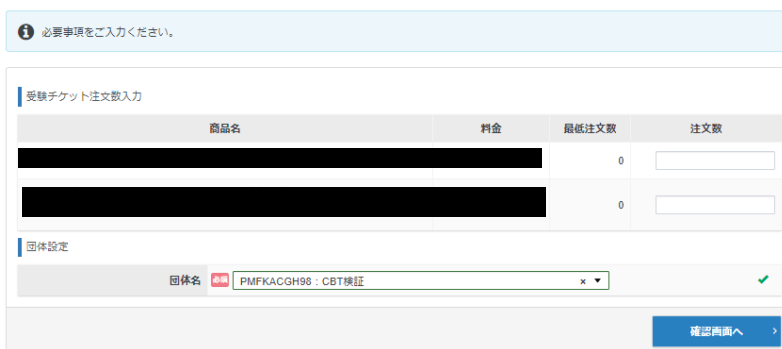 必要事項をご入力ください。
受験チケット注文数入力
商品名 料金 最低注文数 注文数
0
0
団体設定
団体名 必須 PMFKACGH98：CBT検証 × ▼
確認画面へ >